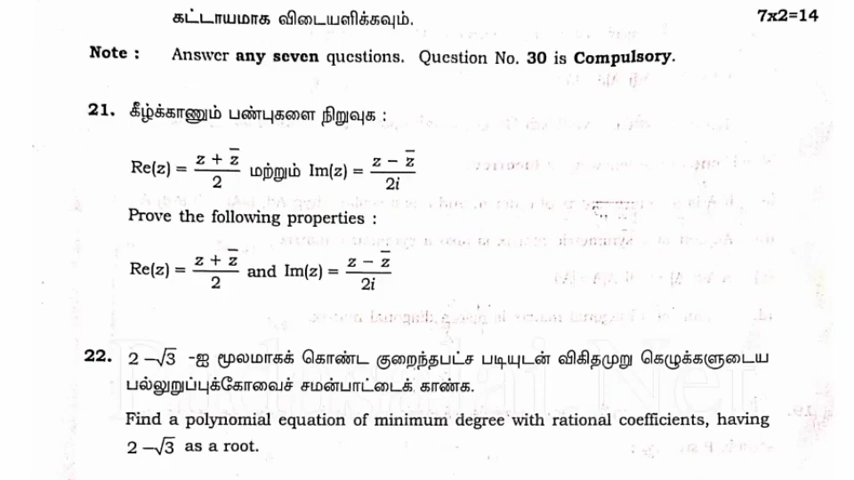 கட்டாயமாக விடையளிக்கவும். 7x2=14
Note : Answer any seven questions. Question No. 30 is Compulsory.
21. கீழ்க்காணும் பண்புகளை நிறுவுக :
Re(z) = (z + z̅)/2 மற்றும் Im(z) = (z − z̅)/2i
Prove the following properties :
Re(z) = (z + z̅)/2 and Im(z) = (z − z̅)/2i
22. 2 −√3 -ஐ மூலமாகக் கொண்ட குறைந்தபட்ச படியுடன் விகிதமுறு கெழுக்களுடைய
பல்லுறுப்புக்கோவைச் சமன்பாட்டைக் காண்க.
Find a polynomial equation of minimum degree with rational coefficients, having
2 −√3 as a root.